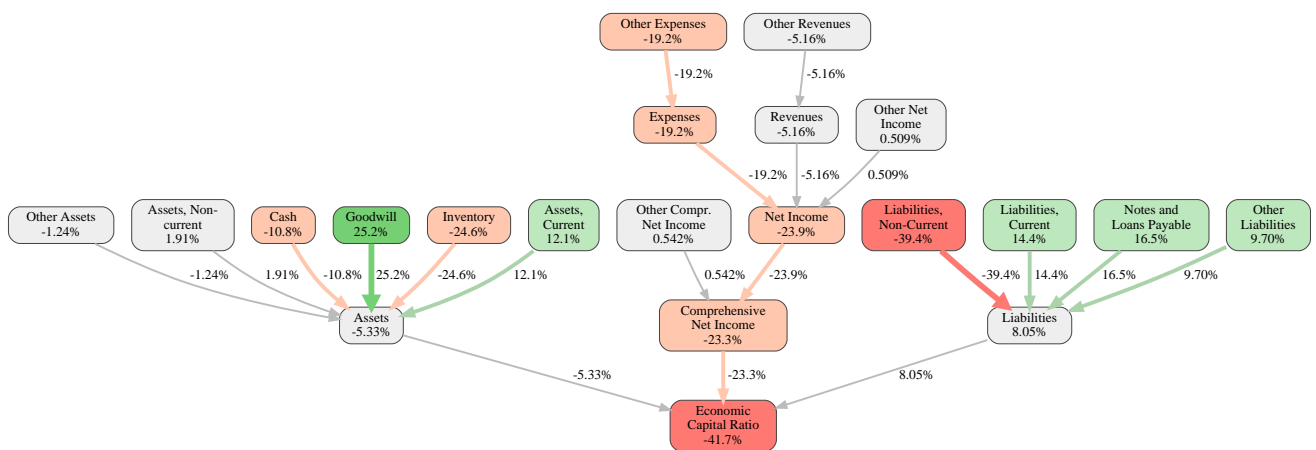 Other Expenses
-19.2%
Other Revenues
-5.16%
-19.2%
-5.16%
Expenses
-19.2%
Revenues
-5.16%
Other Net
Income
0.509%
-19.2%
-5.16%
0.509%
Other Assets
-1.24%
Assets, Non-
current
1.91%
Cash
-10.8%
Goodwill
25.2%
Inventory
-24.6%
Assets,
Current
12.1%
Other Compr.
Net Income
0.542%
Net Income
-23.9%
Liabilities,
Non-Current
-39.4%
Liabilities,
Current
14.4%
Notes and
Loans Payable
16.5%
Other
Liabilities
9.70%
-1.24%
1.91%
-10.8%
25.2%
-24.6%
12.1%
0.542%
-23.9%
-39.4%
14.4%
16.5%
9.70%
Assets
-5.33%
Comprehensive
Net Income
-23.3%
Liabilities
8.05%
-5.33%
-23.3%
8.05%
Economic
Capital Ratio
-41.7%